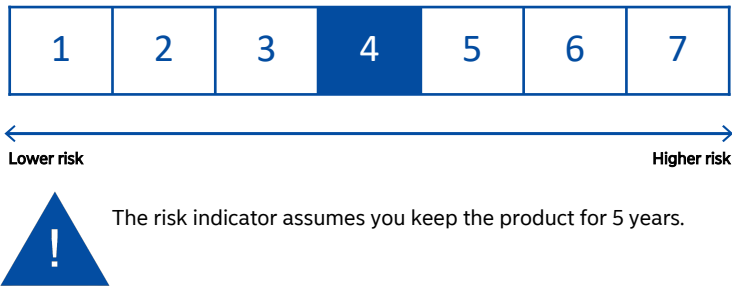 1 2 3 4 5 6 7
Lower risk Higher risk
! The risk indicator assumes you keep the product for 5 years.